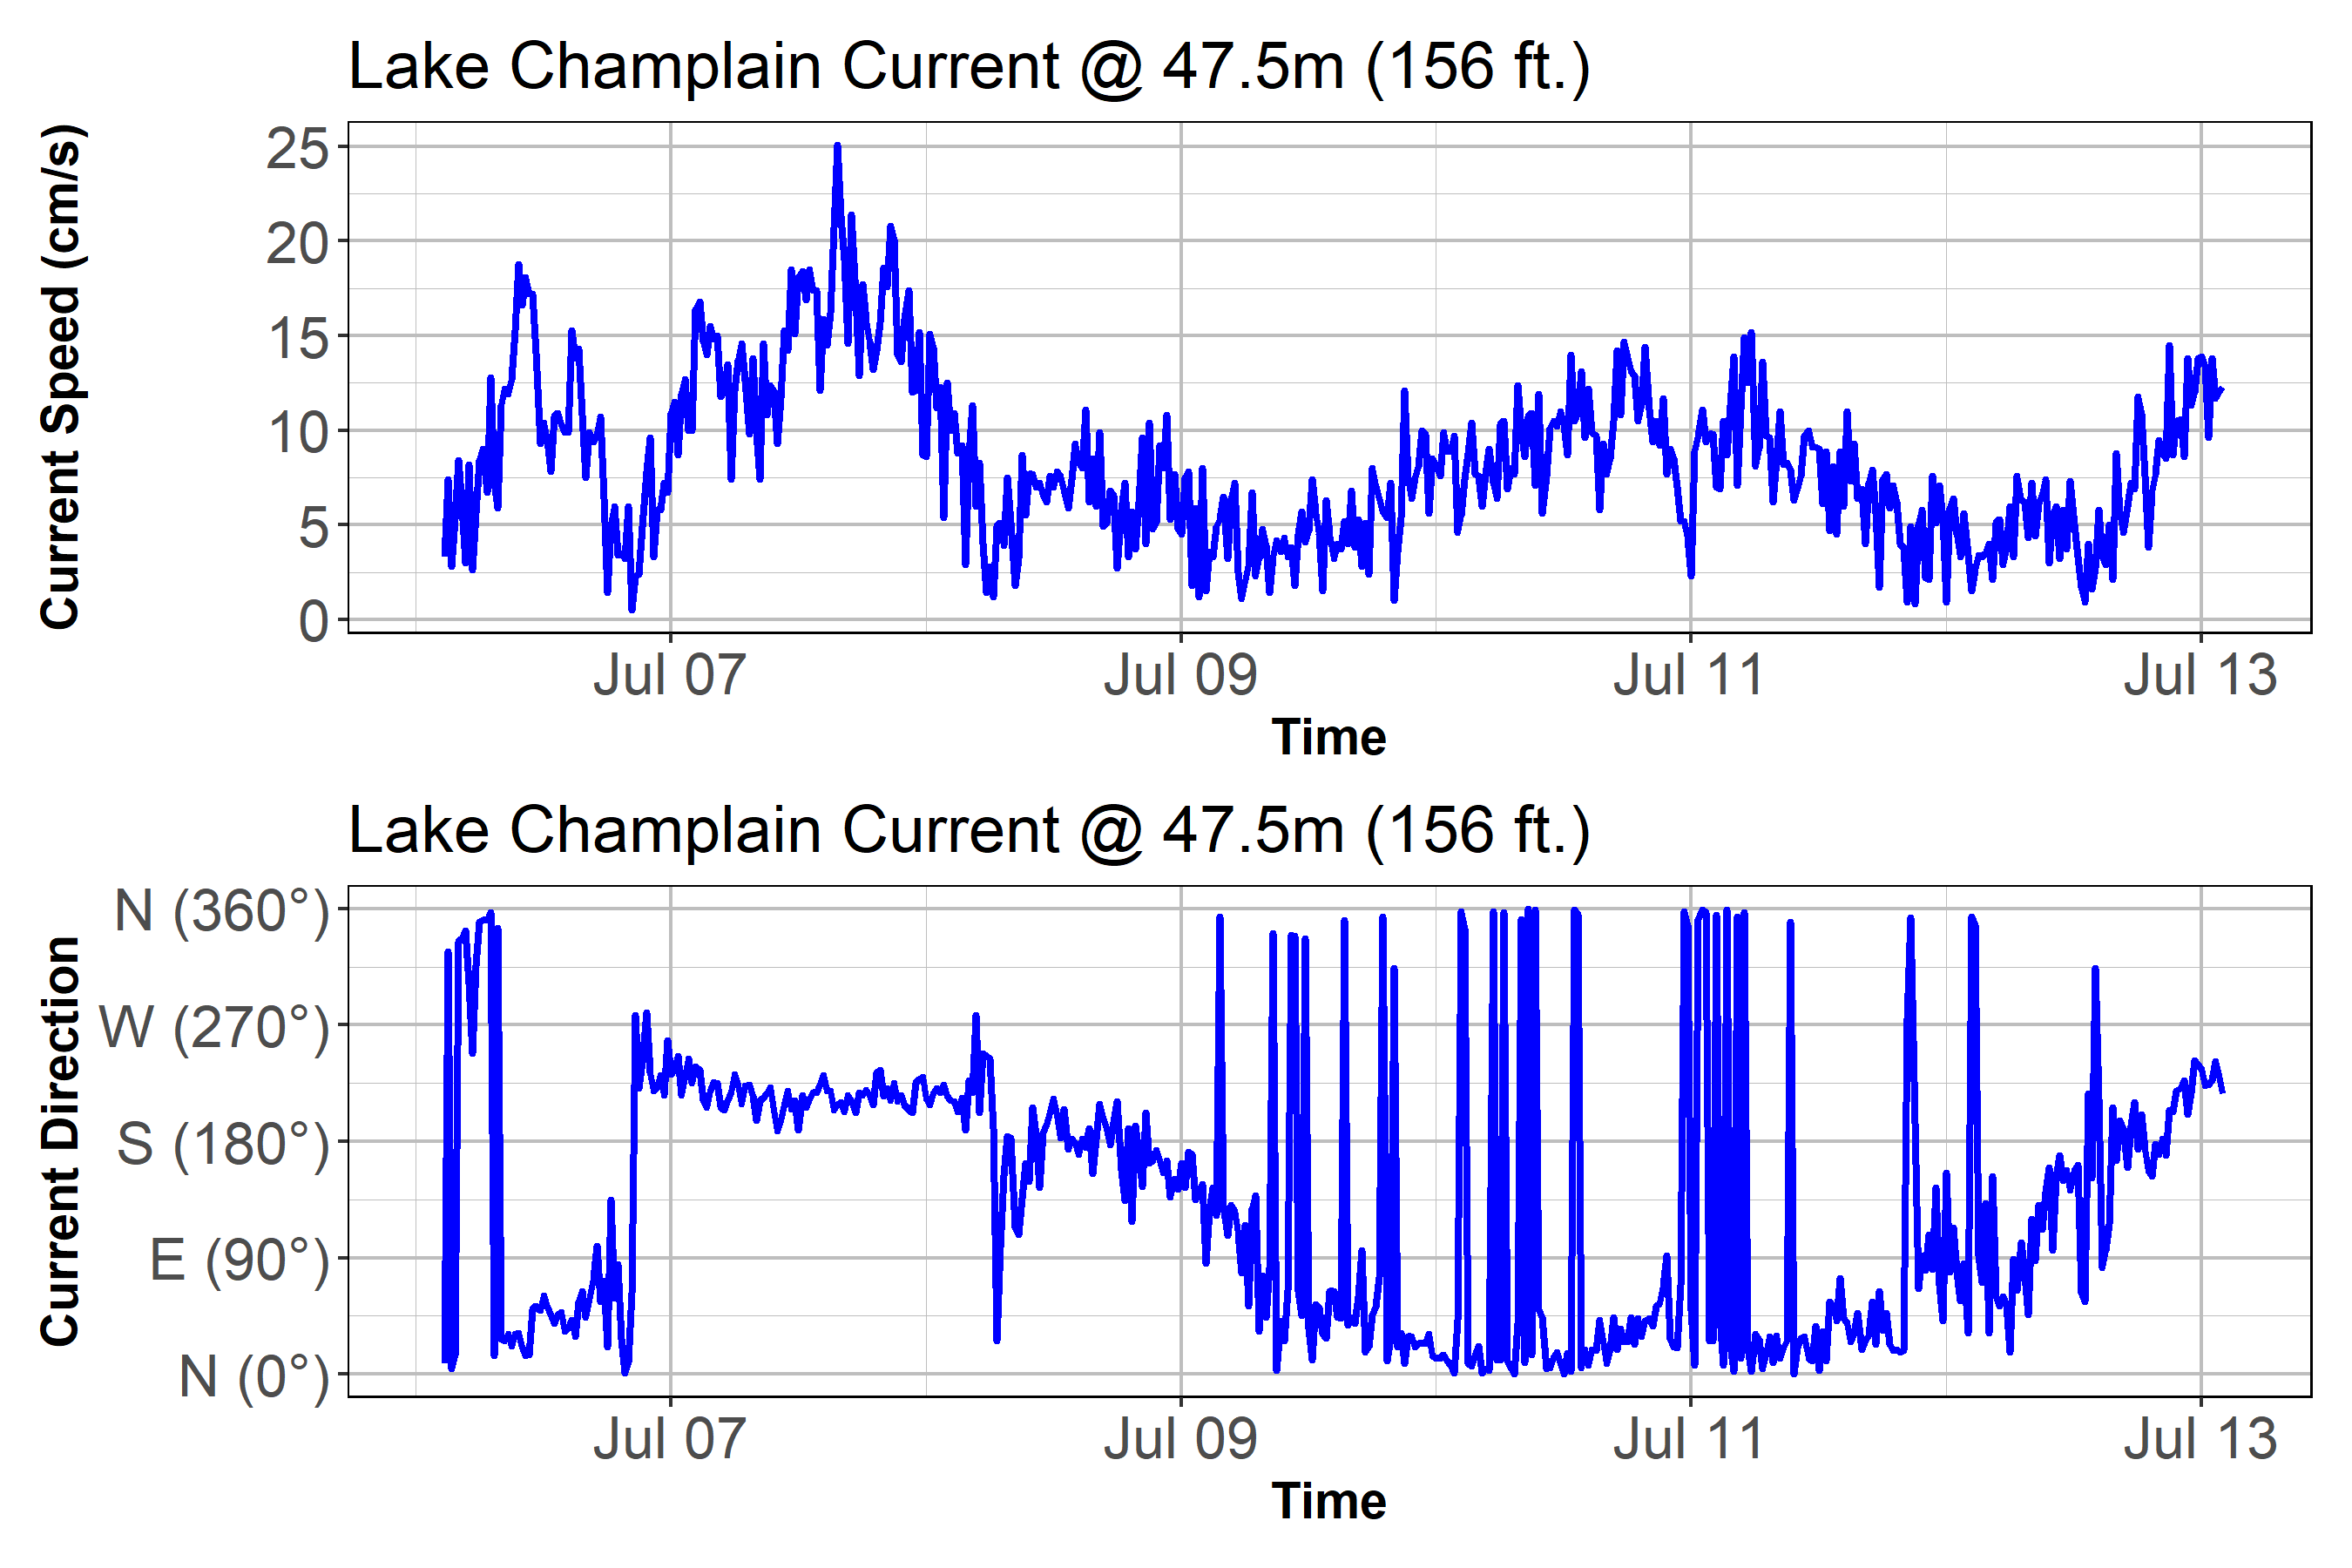 Lake Champlain Current @ 47.5m (156 ft.)
Current Speed (cm/s)
25
20
15
10
5
0
Jul 07 Jul 09 Jul 11 Jul 13
Time
Lake Champlain Current @ 47.5m (156 ft.)
Current Direction
N (360°)
W (270°)
S (180°)
E (90°)
N (0°)
Jul 07 Jul 09 Jul 11 Jul 13
Time